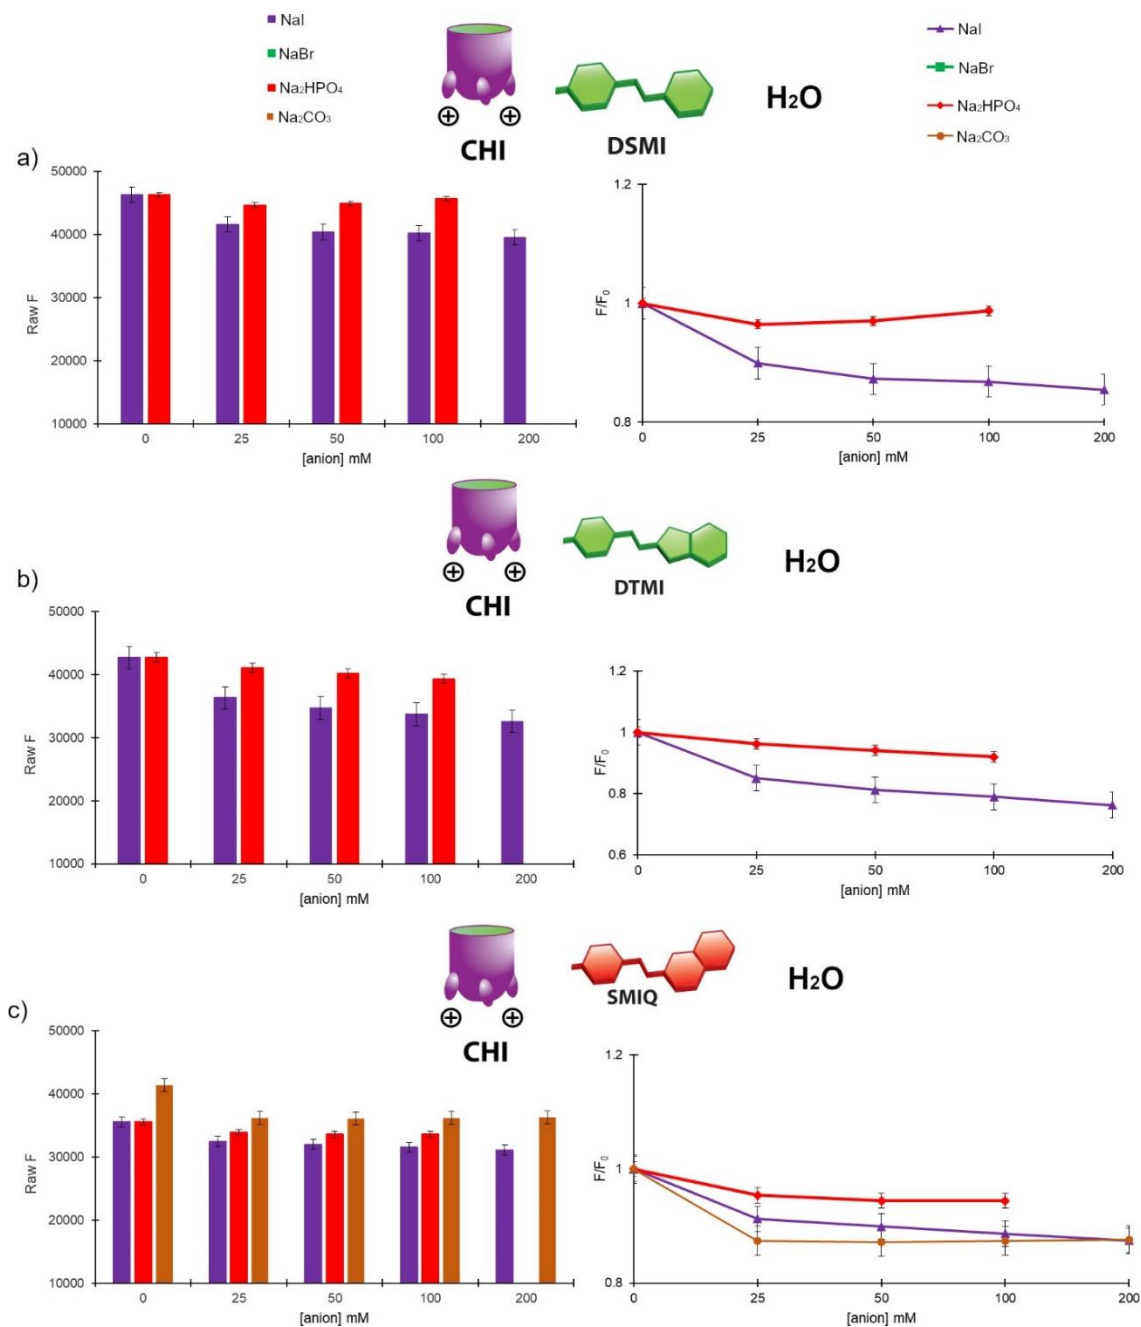 NaI
NaBr
Na₂HPO₄
Na₂CO₃
CHI
DSMI
H₂O
NaI
NaBr
Na₂HPO₄
Na₂CO₃
a)
50000
40000
30000
20000
10000
Raw F
0 25 50 100 200
[anion] mM
1.2
1
0.8
F/F₀
0 25 50 100 200
[anion] mM
CHI
DTMI
H₂O
b)
50000
40000
30000
20000
10000
Raw F
0 25 50 100 200
[anion] mM
1.2
1
0.8
0.6
F/F₀
0 25 50 100 200
[anion] mM
CHI
SMIQ
H₂O
c)
50000
40000
30000
20000
10000
Raw F
0 25 50 100 200
[anion] mM
1.2
1
0.8
F/F₀
0 25 50 100 200
[anion] mM